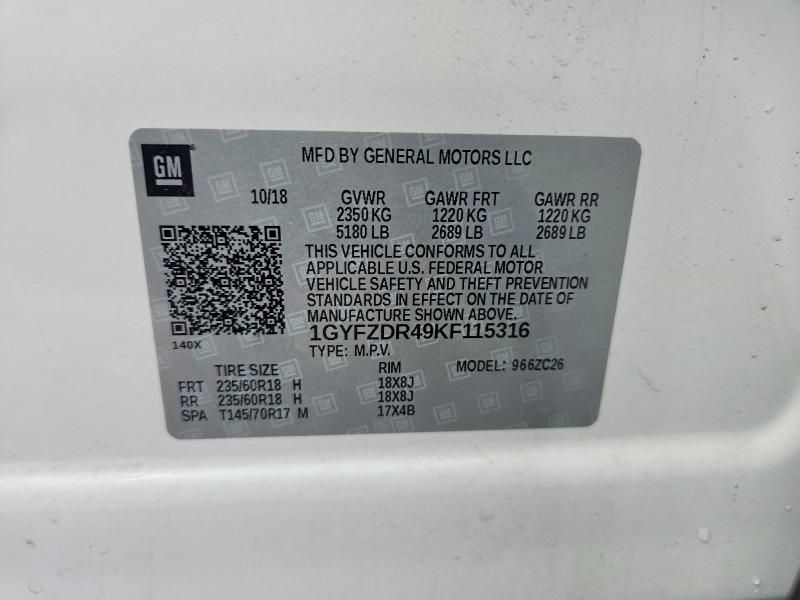 GM
MFD BY GENERAL MOTORS LLC
10/18 GVWR GAWR FRT GAWR RR
2350 KG 1220 KG 1220 KG
5180 LB 2689 LB 2689 LB
THIS VEHICLE CONFORMS TO ALL
APPLICABLE U.S. FEDERAL MOTOR
VEHICLE SAFETY AND THEFT PREVENTION
STANDARDS IN EFFECT ON THE DATE OF
MANUFACTURE SHOWN ABOVE.
1GYFZDR49KF115316
140X
TYPE: M.P.V. MODEL: 966ZC26
TIRE SIZE RIM
FRT 235/60R18 H 18X8J
RR 235/60R18 H 18X8J
SPA T145/70R17 M 17X4B